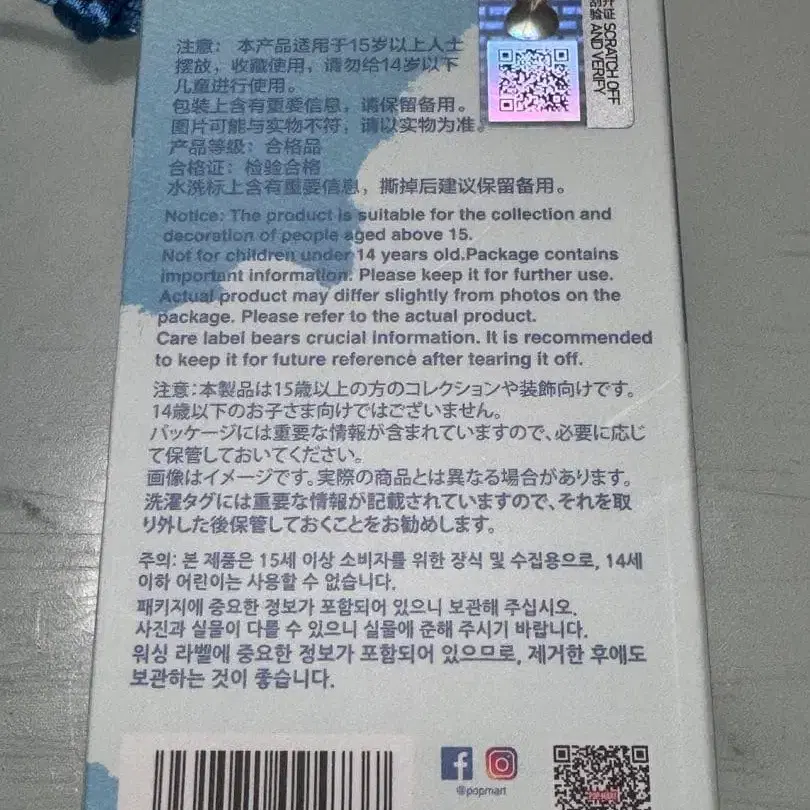 刮验 SCRATCH OFF
AND VERIFY
注意： 本产品适用于15岁以上人士
摆放，收藏使用，请勿给14岁以下
儿童进行使用。
包装上含有重要信息，请保留备用。
图片可能与实物不符，请以实物为准。
产品等级：合格品
合格证：检验合格
水洗标上含有重要信息，撕掉后建议保留备用。
Notice: The product is suitable for the collection and
decoration of people aged above 15.
Not for children under 14 years old.Package contains
important information. Please keep it for further use.
Actual product may differ slightly from photos on the
package. Please refer to the actual product.
Care label bears crucial information. It is recommended
to keep it for future reference after tearing it off.
注意：本製品は15歳以上の方のコレクションや装飾向けです。
14歳以下のお子さま向けではございません。
パッケージには重要な情報が含まれていますので、必要に応じ
て保管しておいてください。
画像はイメージです。実際の商品とは異なる場合があります。
洗濯タグには重要な情報が記載されていますので、それを取
り外した後保管しておくことをお勧めします。
주의: 본 제품은 15세 이상 소비자를 위한 장식 및 수집용으로, 14세
이하 어린이는 사용할 수 없습니다.
패키지에 중요한 정보가 포함되어 있으니 보관해 주십시오.
사진과 실물이 다를 수 있으니 실물에 준해 주시기 바랍니다.
워싱 라벨에 중요한 정보가 포함되어 있으므로, 제거한 후에도
보관하는 것이 좋습니다.
@popmart
POP MART